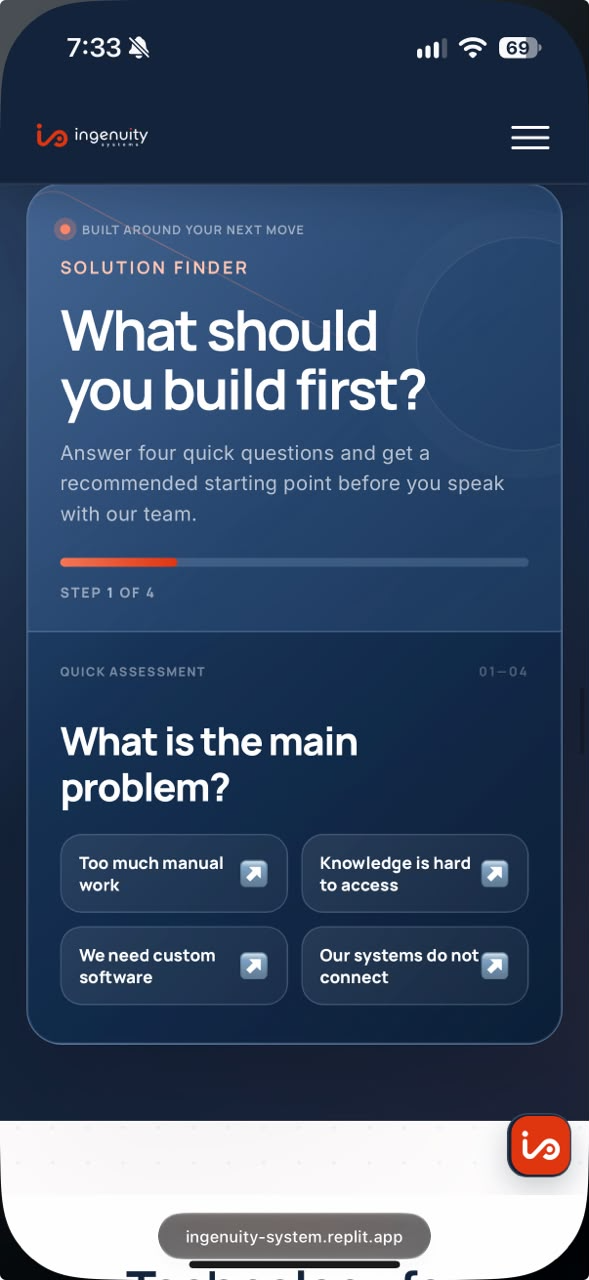 7:33
69
ingenuity
systems
BUILT AROUND YOUR NEXT MOVE
SOLUTION FINDER
What should
you build first?
Answer four quick questions and get a
recommended starting point before you speak
with our team.
STEP 1 OF 4
QUICK ASSESSMENT
01—04
What is the main
problem?
Too much manual
work
Knowledge is hard
to access
We need custom
software
Our systems do not
connect
ingenuity-system.replit.app